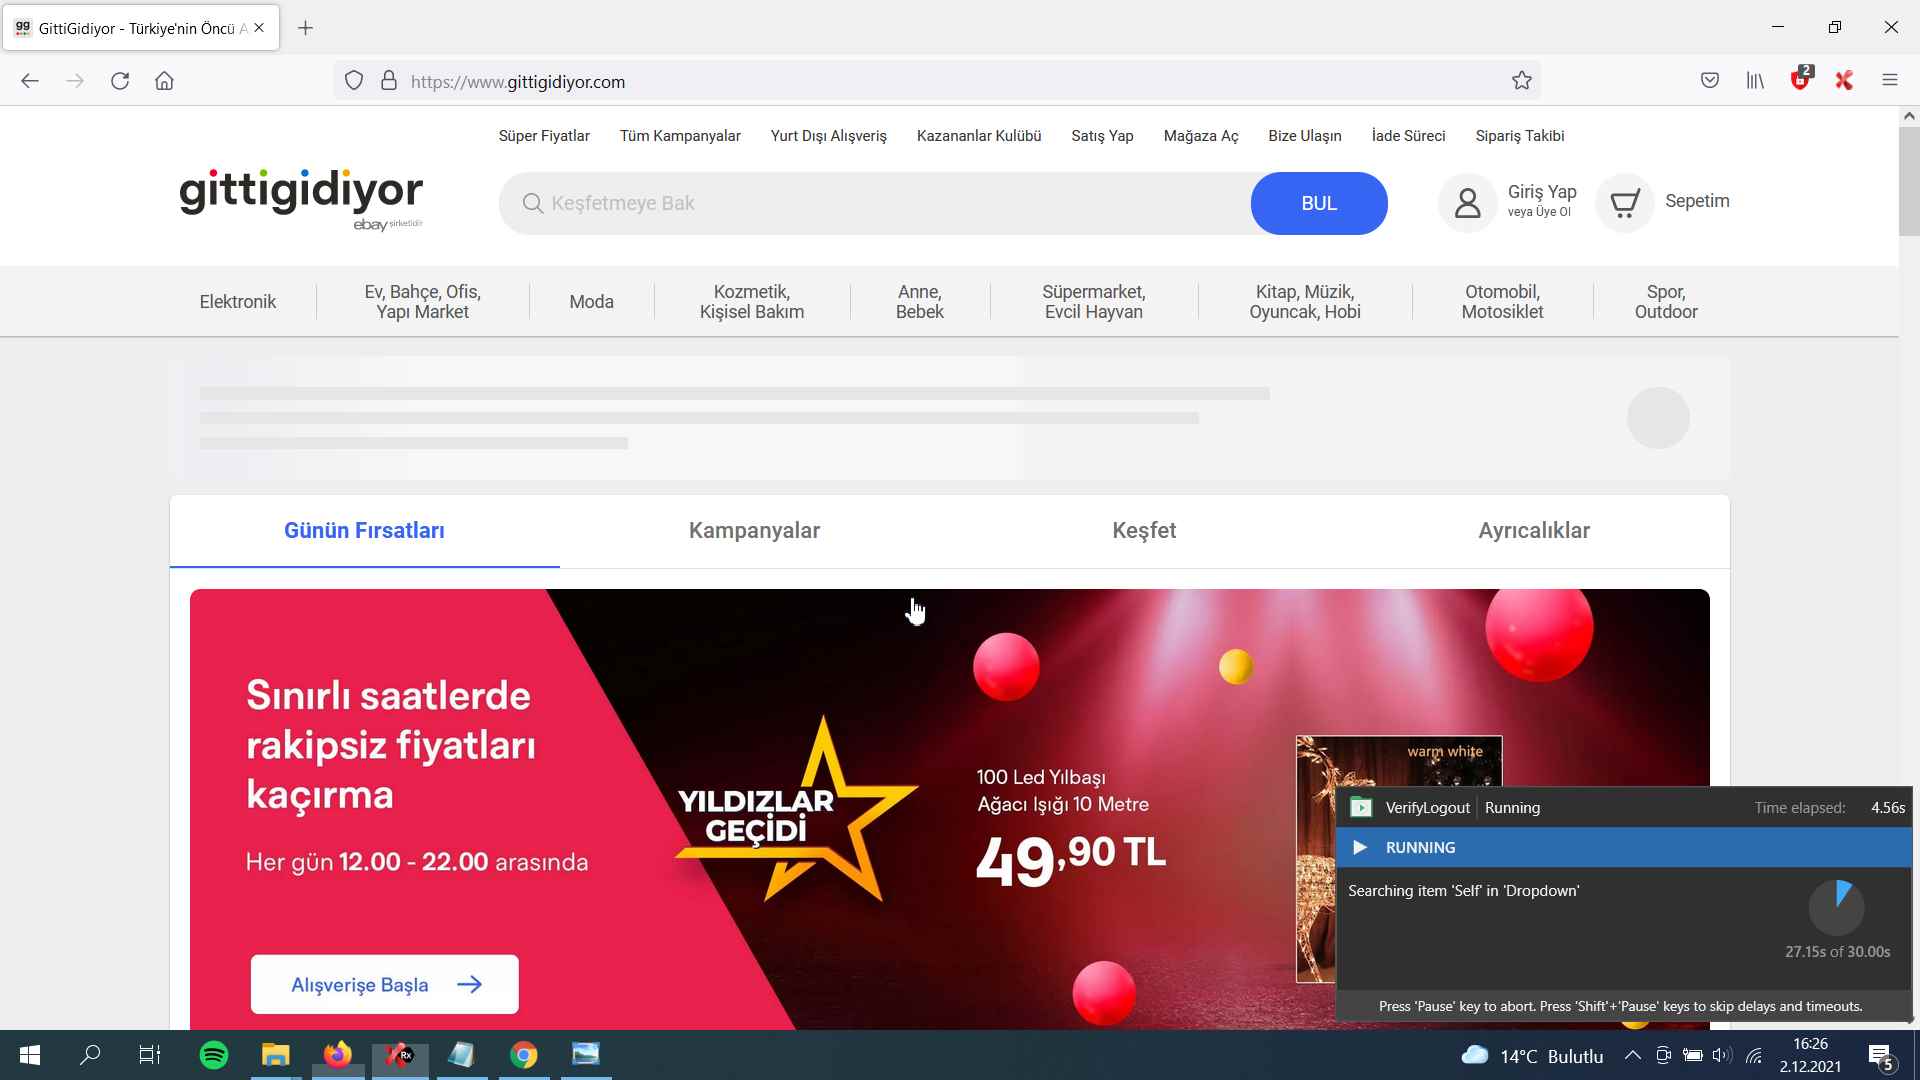 GittiGidiyor - Türkiye'nin Öncü A
https://www.gittigidiyor.com
2
Süper Fiyatlar Tüm Kampanyalar Yurt Dışı Alışveriş Kazananlar Kulübü Satış Yap Mağaza Aç Bize Ulaşın İade Süreci Sipariş Takibi
gittigidiyor
ebay şirketidir
Keşfetmeye Bak
BUL
Giriş Yap
veya Üye Ol
Sepetim
Elektronik
Ev, Bahçe, Ofis,
Yapı Market
Moda
Kozmetik,
Kişisel Bakım
Anne,
Bebek
Süpermarket,
Evcil Hayvan
Kitap, Müzik,
Oyuncak, Hobi
Otomobil,
Motosiklet
Spor,
Outdoor
Günün Fırsatları Kampanyalar Keşfet Ayrıcalıklar
Sınırlı saatlerde
rakipsiz fiyatları
kaçırma
Her gün 12.00 - 22.00 arasında
Alışverişe Başla
YILDIZLAR
GEÇİDİ
100 Led Yılbaşı
Ağacı Işığı 10 Metre
49,90 TL
warm white
VerifyLogout Running Time elapsed: 4.56s
RUNNING
Searching item 'Self' in 'Dropdown'
27.15s of 30.00s
Press 'Pause' key to abort. Press 'Shift'+'Pause' keys to skip delays and timeouts.
Rx
14°C Bulutlu
16:26
2.12.2021
5